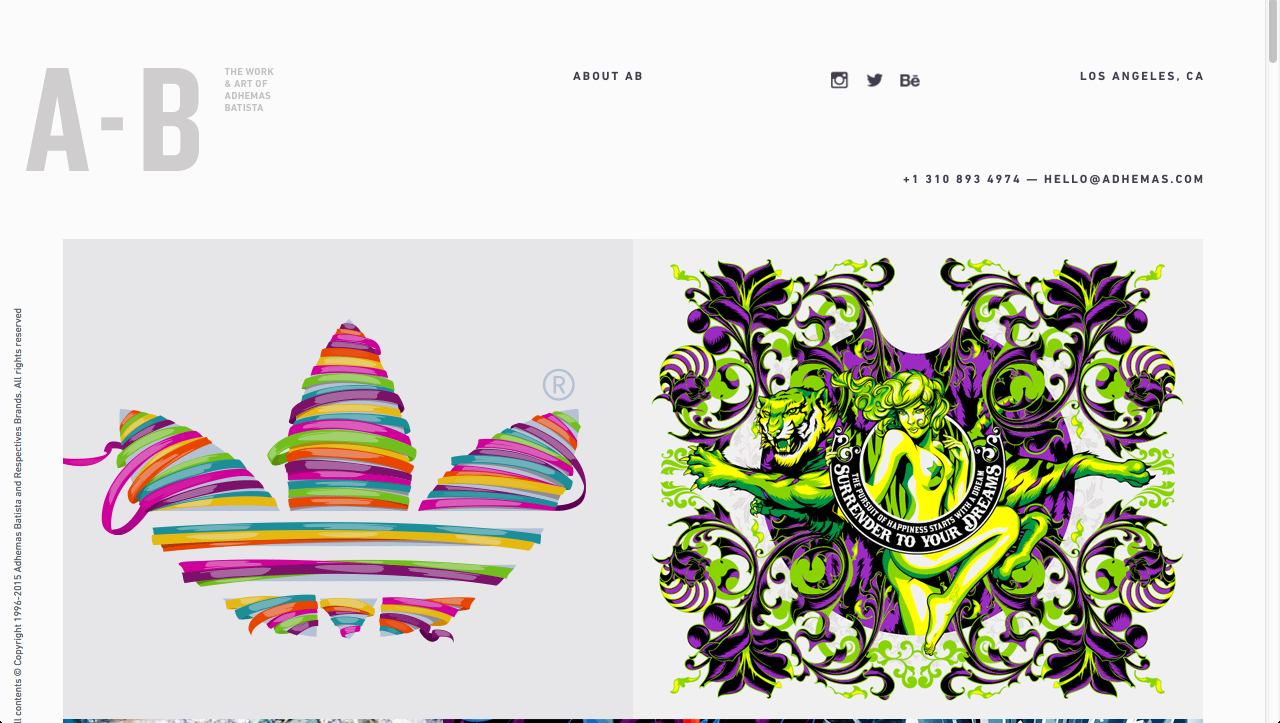 A-B
THE WORK
& ART OF
ADHEMAS
BATISTA
ABOUT AB
Bē
LOS ANGELES, CA
+1 310 893 4974 — HELLO@ADHEMAS.COM
®
THE PURSUIT OF HAPPINESS STARTS WITH A DREAM
SURRENDER TO YOUR DREAMS
ll contents © Copyright 1996-2015 Adhemas Batista and Respectives Brands. All rights reserved